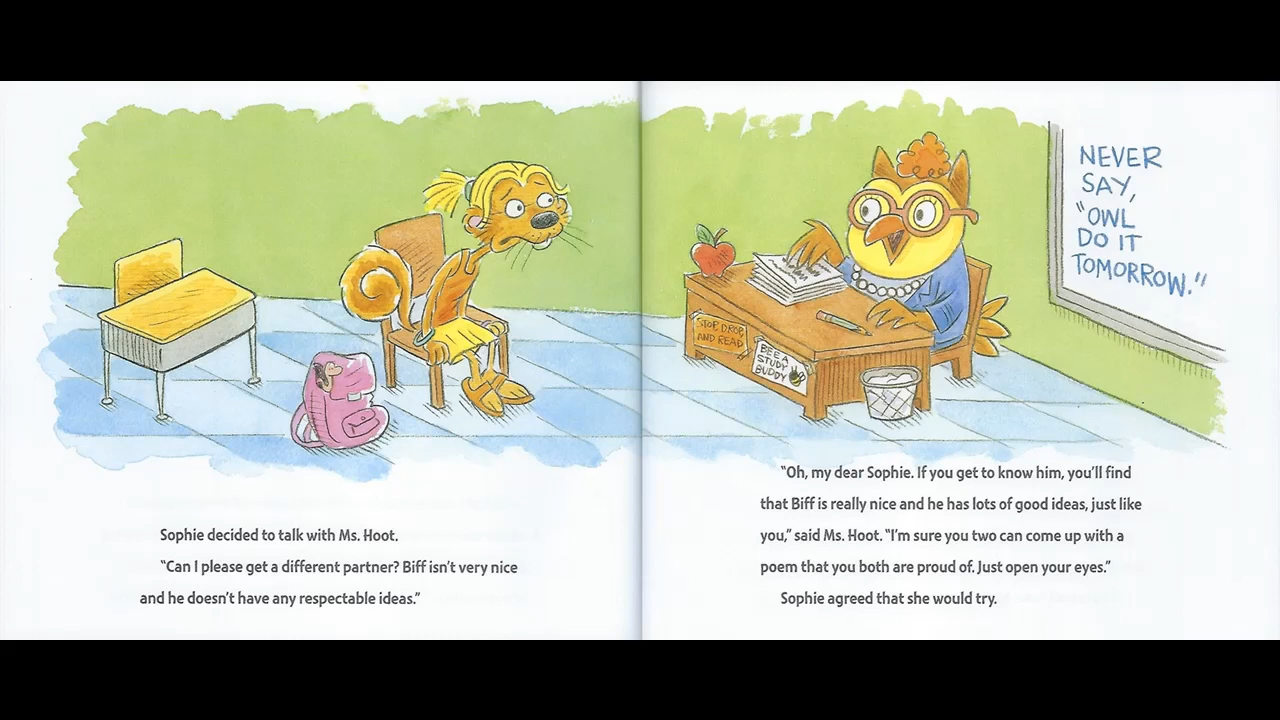 Sophie decided to talk with Ms. Hoot.
“Can I please get a different partner? Biff isn’t very nice
and he doesn’t have any respectable ideas.”
STOP, DROP,
AND READ
BEE A
STUDY
BUDDY
NEVER
SAY,
“OWL
DO IT
TOMORROW.”
“Oh, my dear Sophie. If you get to know him, you’ll find
that Biff is really nice and he has lots of good ideas, just like
you,” said Ms. Hoot. “I’m sure you two can come up with a
poem that you both are proud of. Just open your eyes.”
Sophie agreed that she would try.